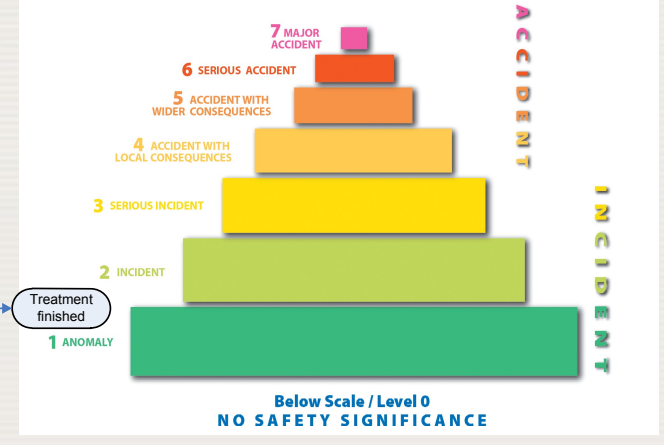 7 MAJOR
ACCIDENT
6 SERIOUS ACCIDENT
5 ACCIDENT WITH
WIDER CONSEQUENCES
4 ACCIDENT WITH
LOCAL CONSEQUENCES
3 SERIOUS INCIDENT
2 INCIDENT
Treatment
finished
1 ANOMALY
Below Scale / Level 0
NO SAFETY SIGNIFICANCE
ACCIDENT
INCIDENT